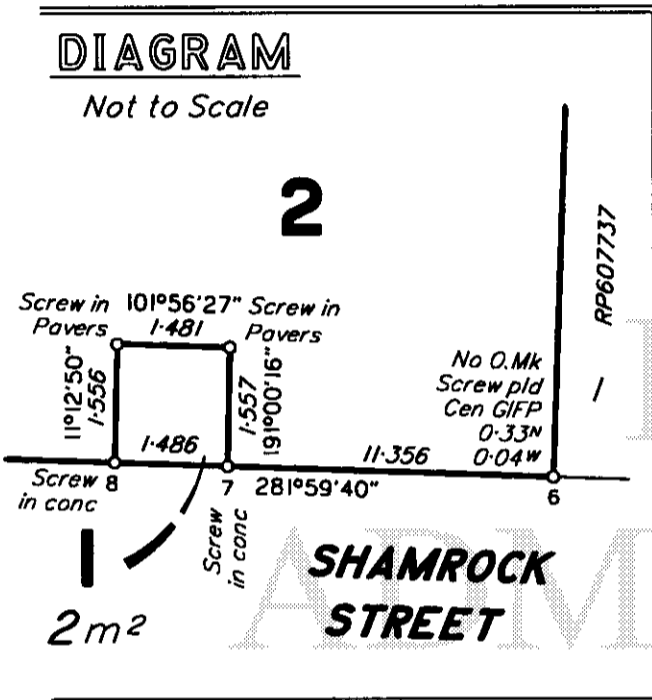 DIAGRAM
Not to Scale
2
RP607737
1
Screw in
Pavers
101°56'27"
1·481
Screw in
Pavers
11°12'50"
1·556
1·557
191°00'16"
No O.Mk
Screw pld
Cen GIFP
0·33N
0·04W
1·486
11·356
Screw
in conc
8
7
281°59'40"
6
Screw
in conc
1
2m²
SHAMROCK
STREET
ADM